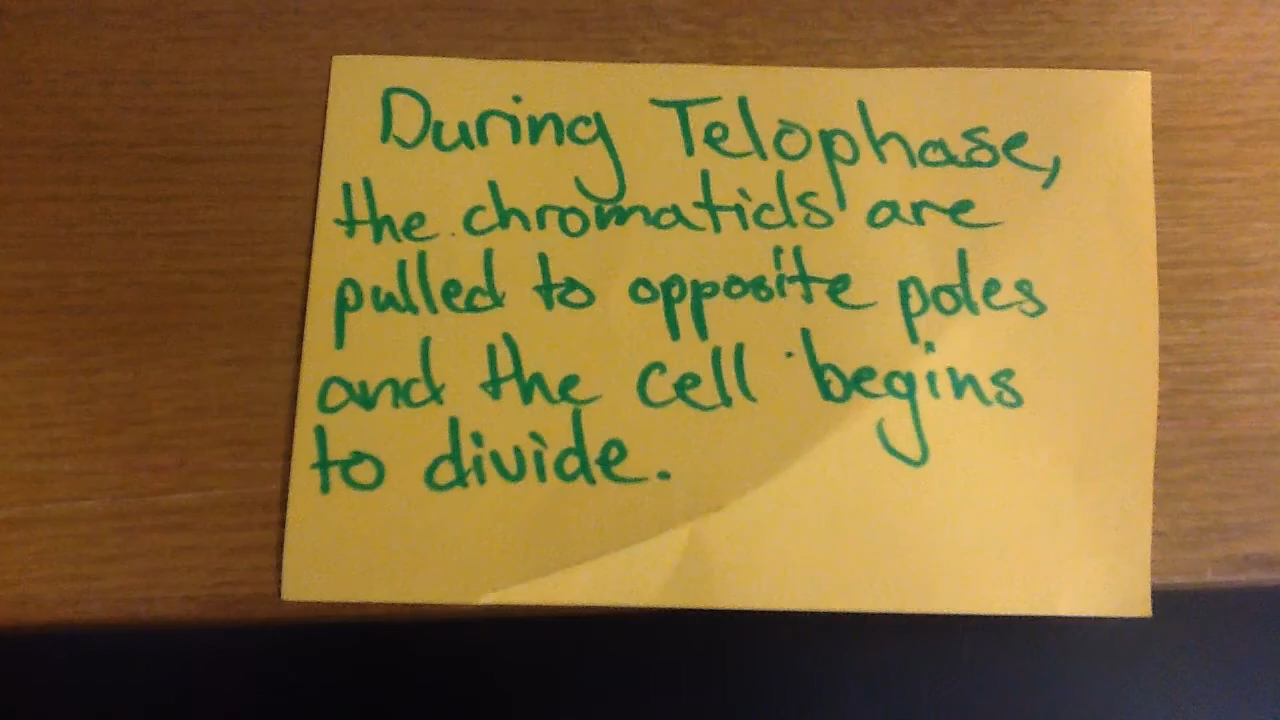 During Telophase,
the chromatids are
pulled to opposite poles
and the cell begins
to divide.